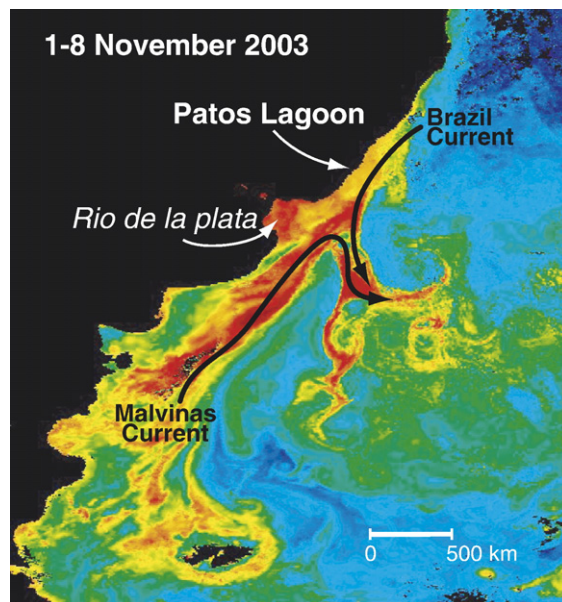 1-8 November 2003
Patos Lagoon
Brazil
Current
Rio de la plata
Malvinas
Current
0 500 km